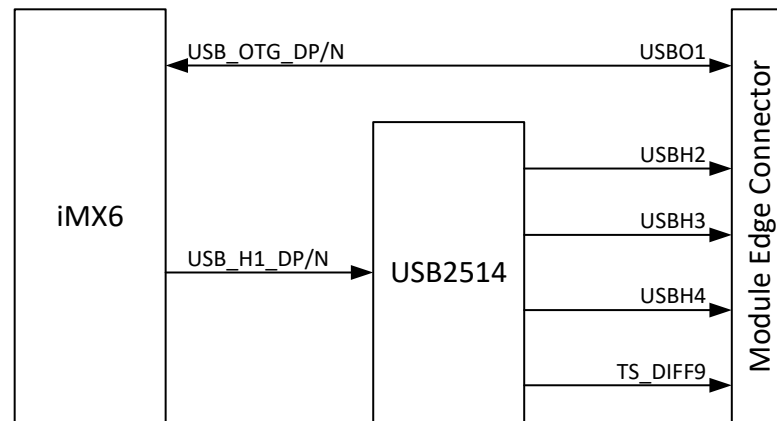 USB_OTG_DP/N
USBO1
USBH2
iMX6
USBH3
USB_H1_DP/N
USB2514
USBH4
TS_DIFF9
Module Edge Connector